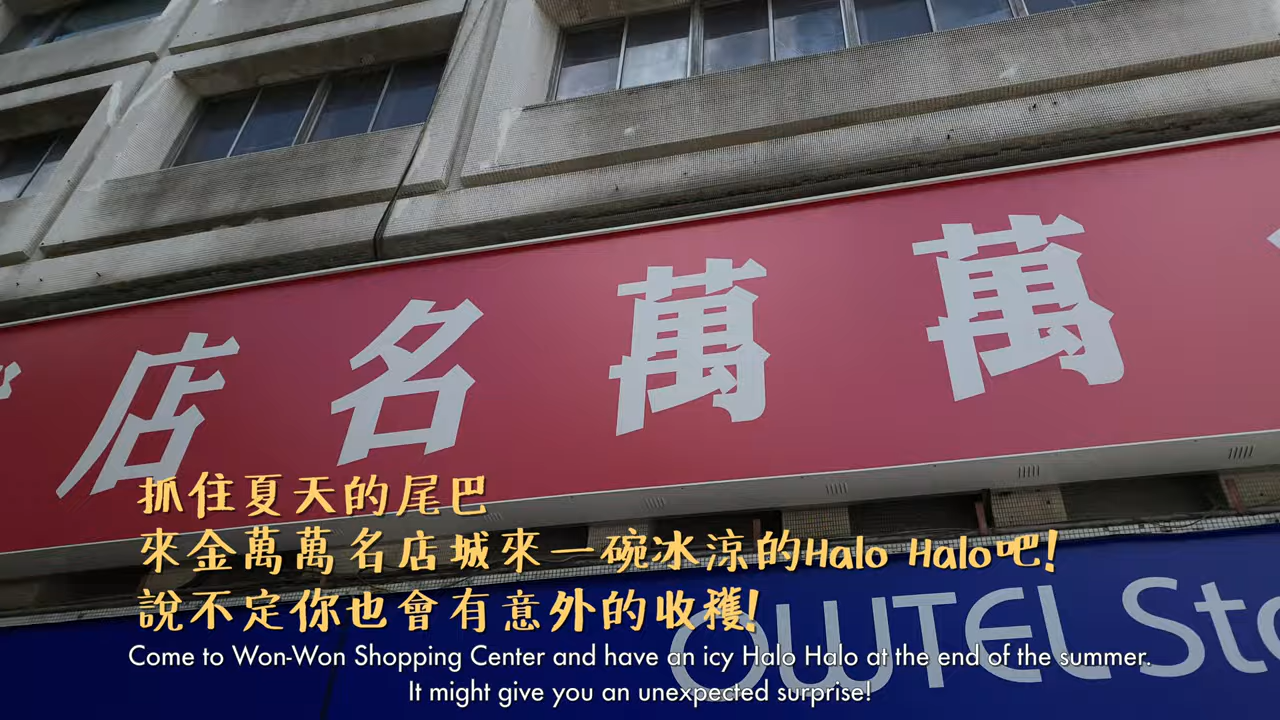 店名萬萬
抓住夏天的尾巴
來金萬萬名店城來一碗冰涼的Halo Halo吧!
說不定你也會有意外的收穫!
OWTEL Sto
Come to Won-Won Shopping Center and have an icy Halo Halo at the end of the summer.
It might give you an unexpected surprise!